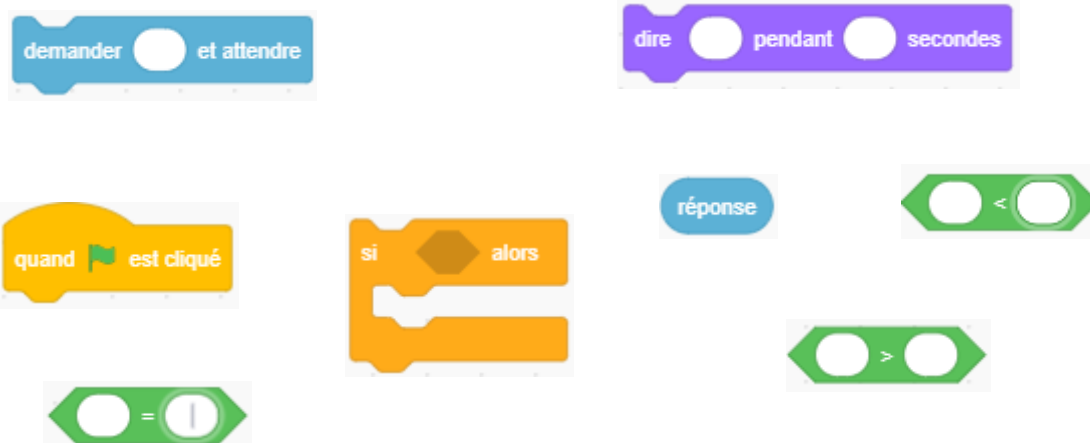 demander et attendre
dire pendant secondes
réponse
<
quand est cliqué
si alors
>
=